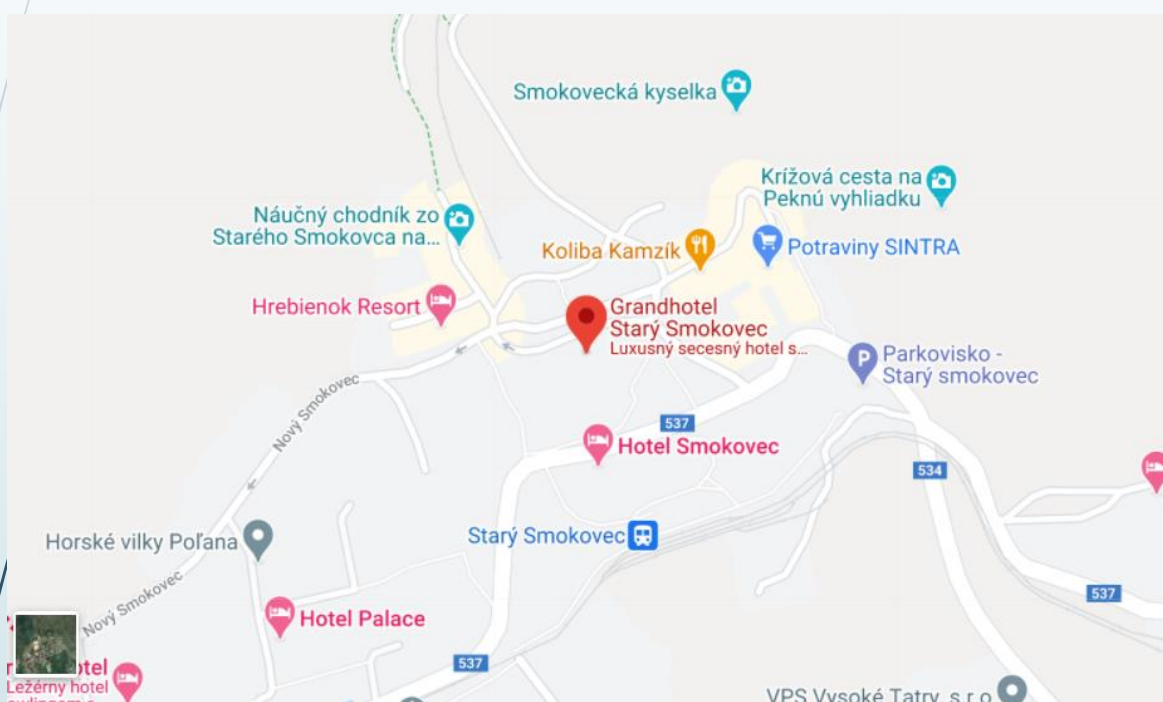 Smokovecká kyselka
Krížová cesta na
Peknú vyhliadku
Náučný chodník zo
Starého Smokovca na...
Koliba Kamzík
Potraviny SINTRA
Hrebienok Resort
Grandhotel
Starý Smokovec
Luxusný secesný hotel s...
Parkovisko -
Starý smokovec
P
Nový Smokovec
537
Hotel Smokovec
534
Starý Smokovec
Horské vilky Poľana
Nový Smokovec
537
Hotel Palace
537
Ležérny hotel
VPS Vysoké Tatry, s.r.o